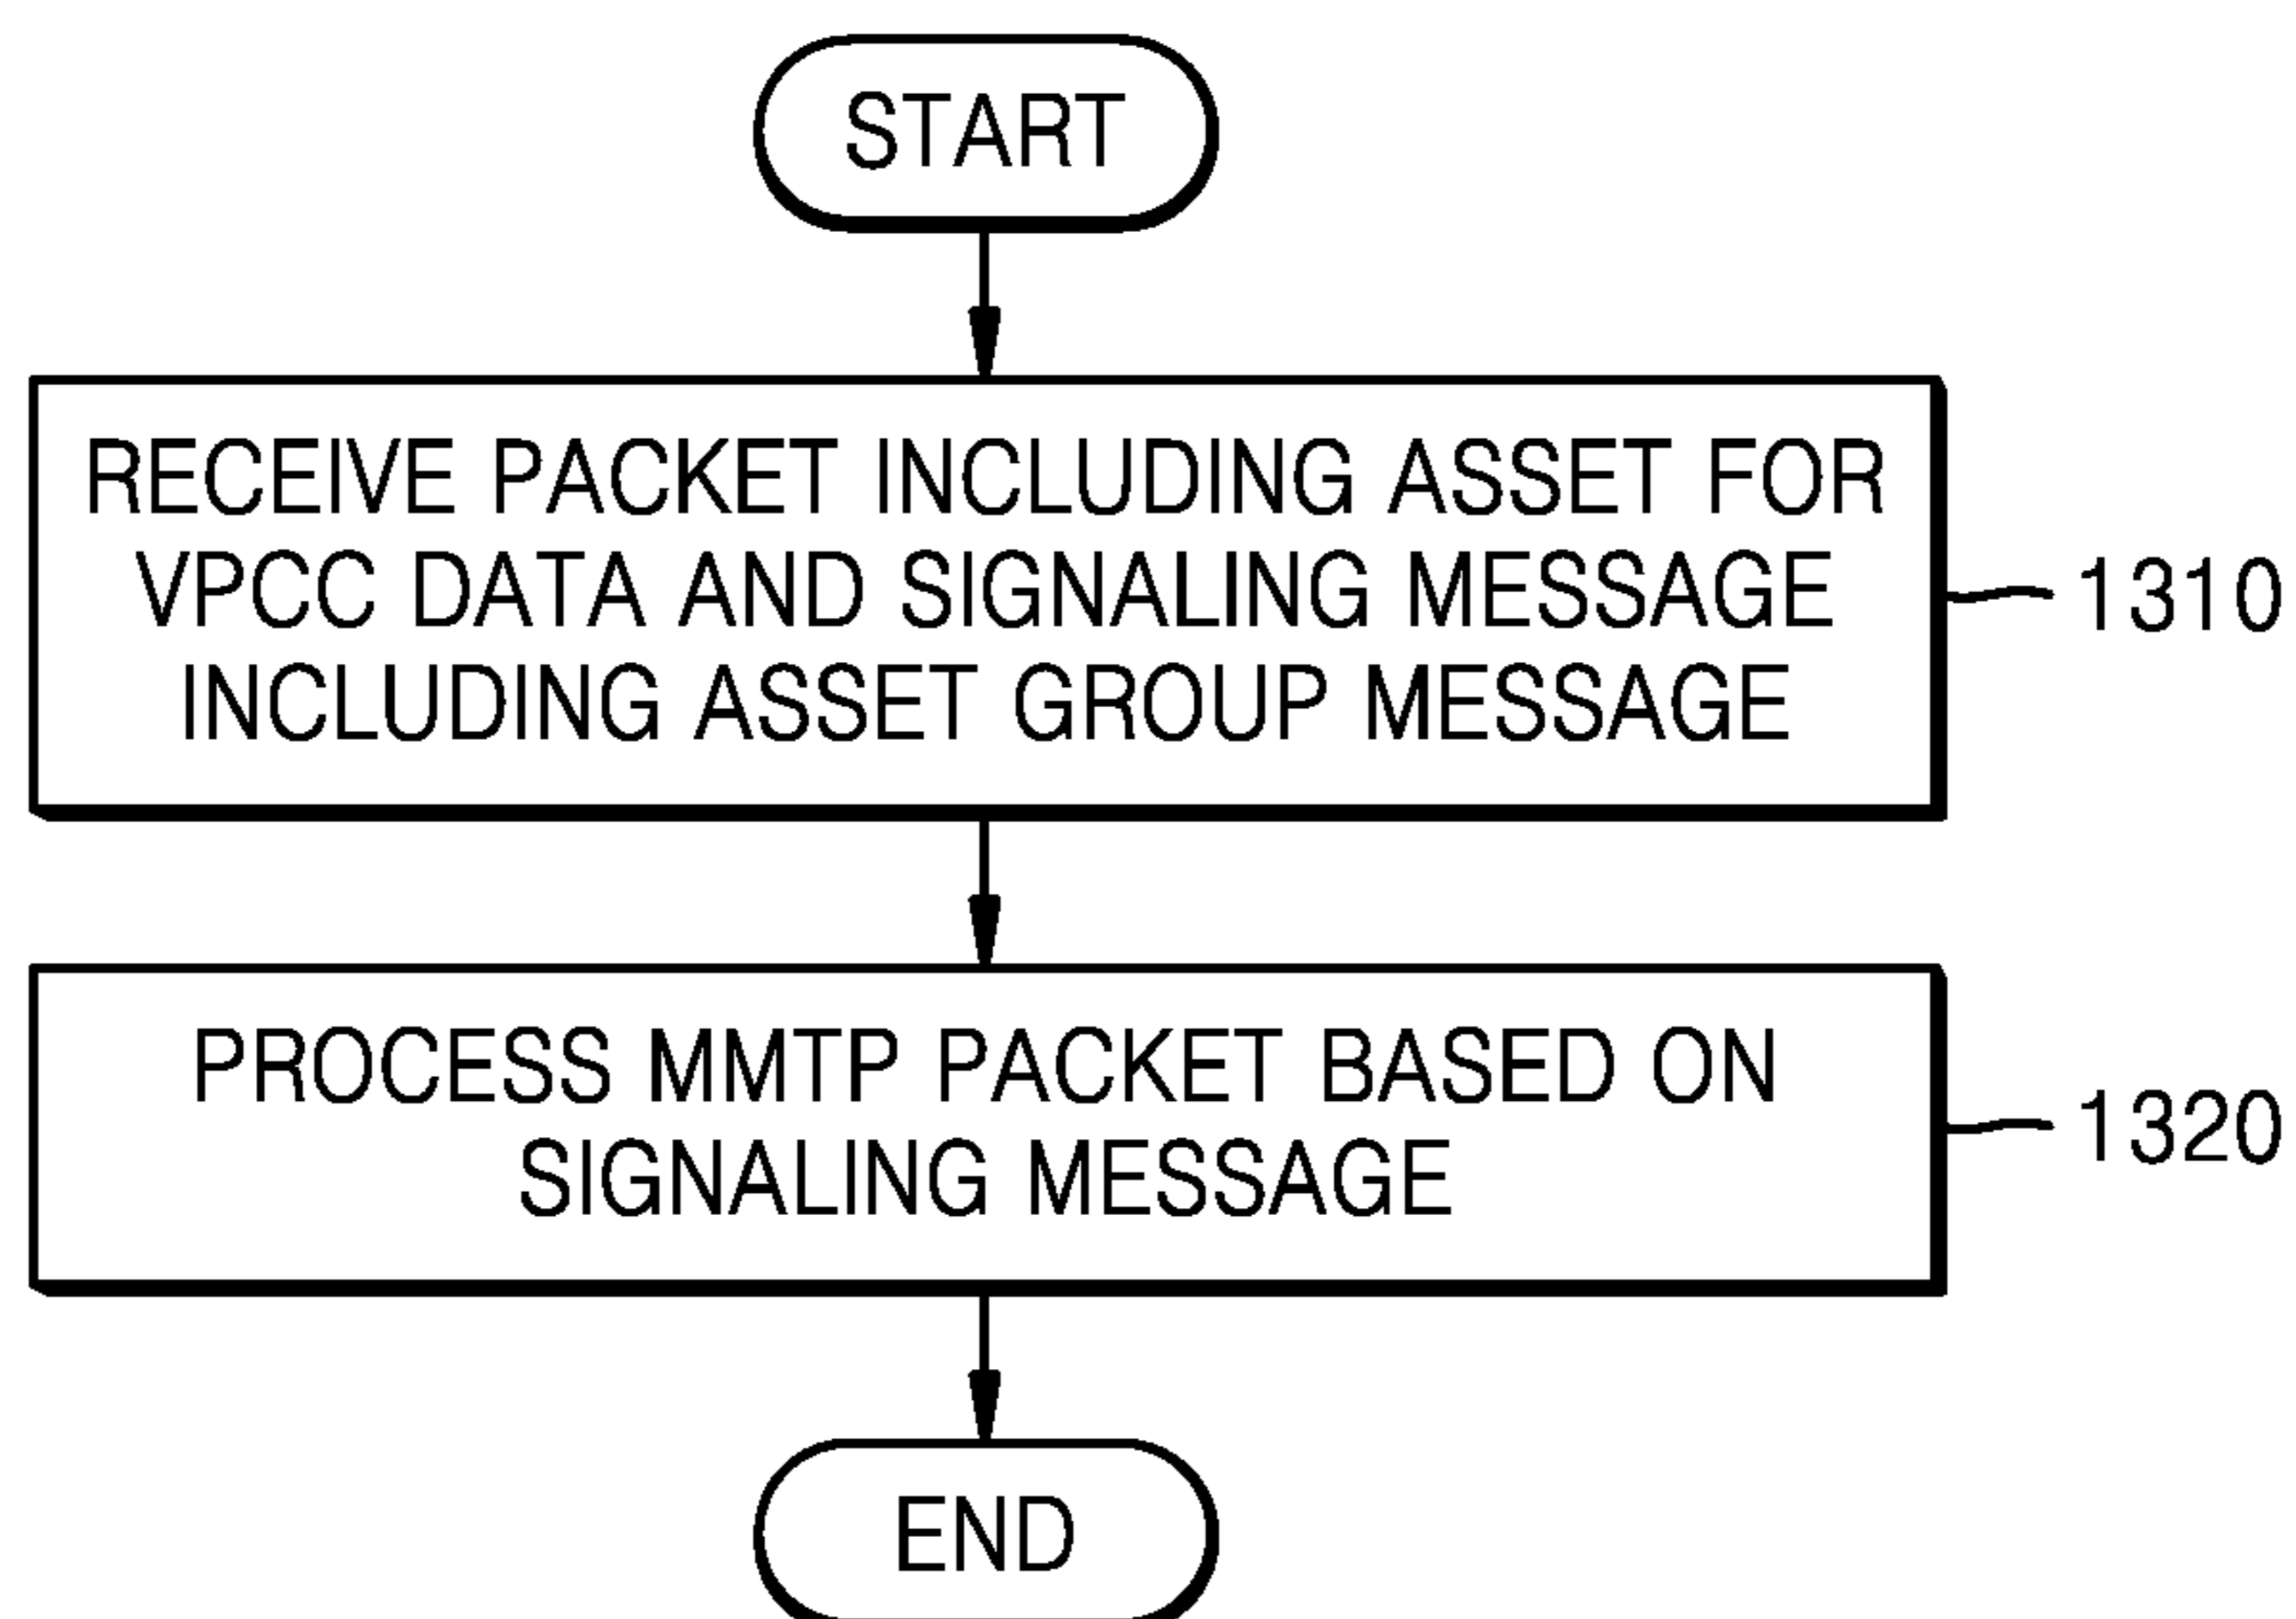 START
RECEIVE PACKET INCLUDING ASSET FOR
VPCC DATA AND SIGNALING MESSAGE
INCLUDING ASSET GROUP MESSAGE
1310
PROCESS MMTP PACKET BASED ON
SIGNALING MESSAGE
1320
END